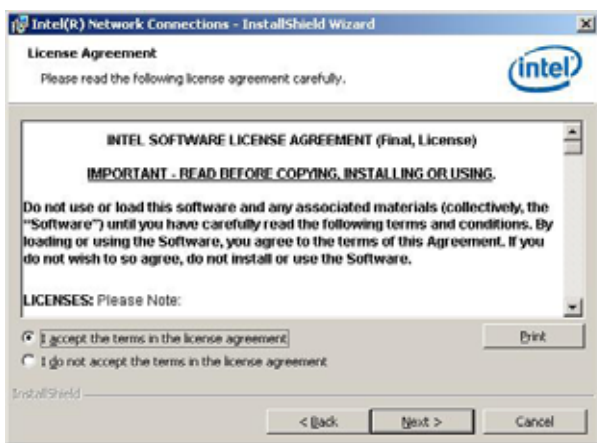 Intel(R) Network Connections - InstallShield Wizard
License Agreement
Please read the following license agreement carefully.
intel
INTEL SOFTWARE LICENSE AGREEMENT (Final, License)
IMPORTANT - READ BEFORE COPYING, INSTALLING OR USING.
Do not use or load this software and any associated materials (collectively, the
"Software") until you have carefully read the following terms and conditions. By
loading or using the Software, you agree to the terms of this Agreement. If you
do not wish to so agree, do not install or use the Software.
LICENSES: Please Note:
I accept the terms in the license agreement
Print
I do not accept the terms in the license agreement
InstallShield
< Back
Next >
Cancel